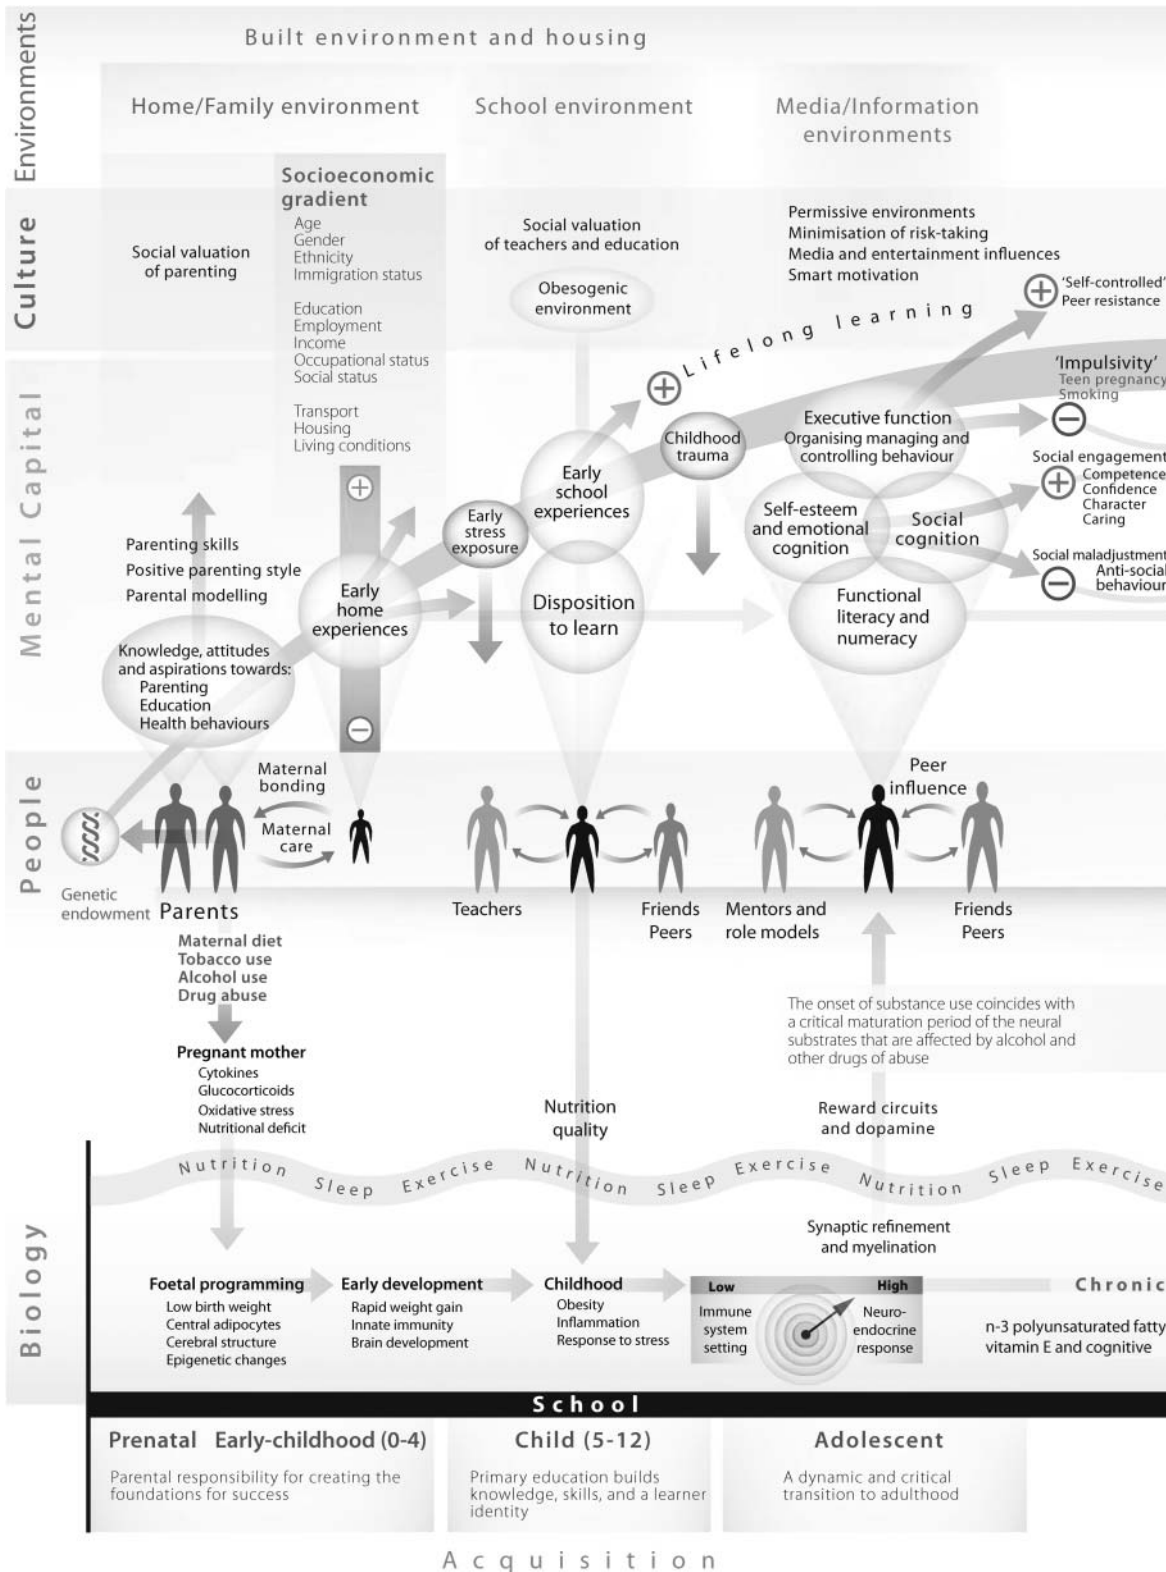 Environments
Built environment and housing
Home/Family environment
School environment
Media/Information
environments
Culture
Social valuation
of parenting
Socioeconomic
gradient
Age
Gender
Ethnicity
Immigration status
Education
Employment
Income
Occupational status
Social status
Transport
Housing
Living conditions
Social valuation
of teachers and education
Obesogenic
environment
Permissive environments
Minimisation of risk-taking
Media and entertainment influences
Smart motivation
'Self-controlled'
Peer resistance
Lifelong learning
Mental Capital
'Impulsivity'
Teen pregnancy
Smoking
Executive function
Organising managing and
controlling behaviour
Childhood
trauma
Early
school
experiences
Early
stress
exposure
Self-esteem
and emotional
cognition
Social
cognition
Social engagement
Competence
Confidence
Character
Caring
Social maladjustment
Anti-social
behaviour
Parenting skills
Positive parenting style
Parental modelling
Early
home
experiences
Disposition
to learn
Functional
literacy and
numeracy
Knowledge, attitudes
and aspirations towards:
Parenting
Education
Health behaviours
People
Maternal
bonding
Maternal
care
Peer
influence
Genetic
endowment
Parents
Teachers
Friends
Peers
Mentors and
role models
Friends
Peers
Maternal diet
Tobacco use
Alcohol use
Drug abuse
The onset of substance use coincides with
a critical maturation period of the neural
substrates that are affected by alcohol and
other drugs of abuse
Pregnant mother
Cytokines
Glucocorticoids
Oxidative stress
Nutritional deficit
Nutrition
quality
Reward circuits
and dopamine
Nutrition Sleep Exercise Nutrition Sleep Exercise Nutrition Sleep Exercise
Biology
Synaptic refinement
and myelination
Foetal programming
Low birth weight
Central adipocytes
Cerebral structure
Epigenetic changes
Early development
Rapid weight gain
Innate immunity
Brain development
Childhood
Obesity
Inflammation
Response to stress
Low
High
Immune
system
setting
Neuro-
endocrine
response
Chronic
n-3 polyunsaturated fatty
vitamin E and cognitive
School
Prenatal Early-childhood (0-4)
Parental responsibility for creating the
foundations for success
Child (5-12)
Primary education builds
knowledge, skills, and a learner
identity
Adolescent
A dynamic and critical
transition to adulthood
Acquisition